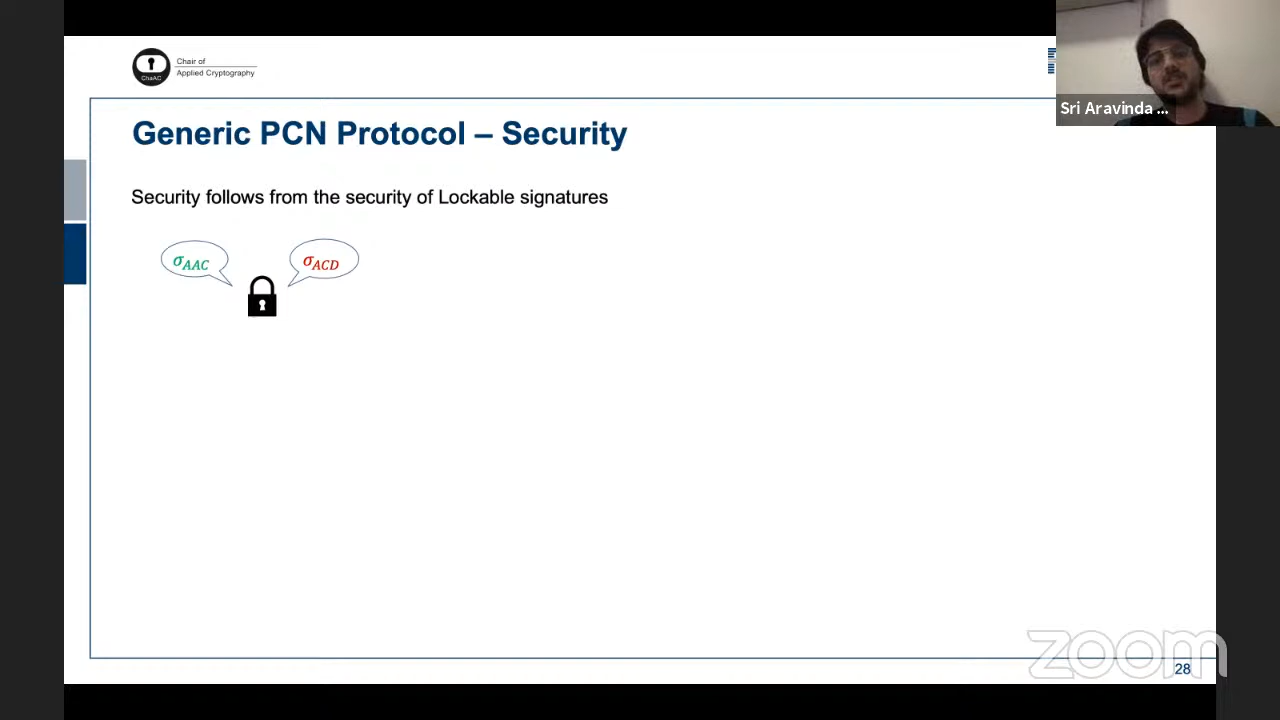 ChaAC
Chair of
Applied Cryptography
Sri Aravinda ...
Generic PCN Protocol – Security
Security follows from the security of Lockable signatures
σAAC
σACD
zoom
28